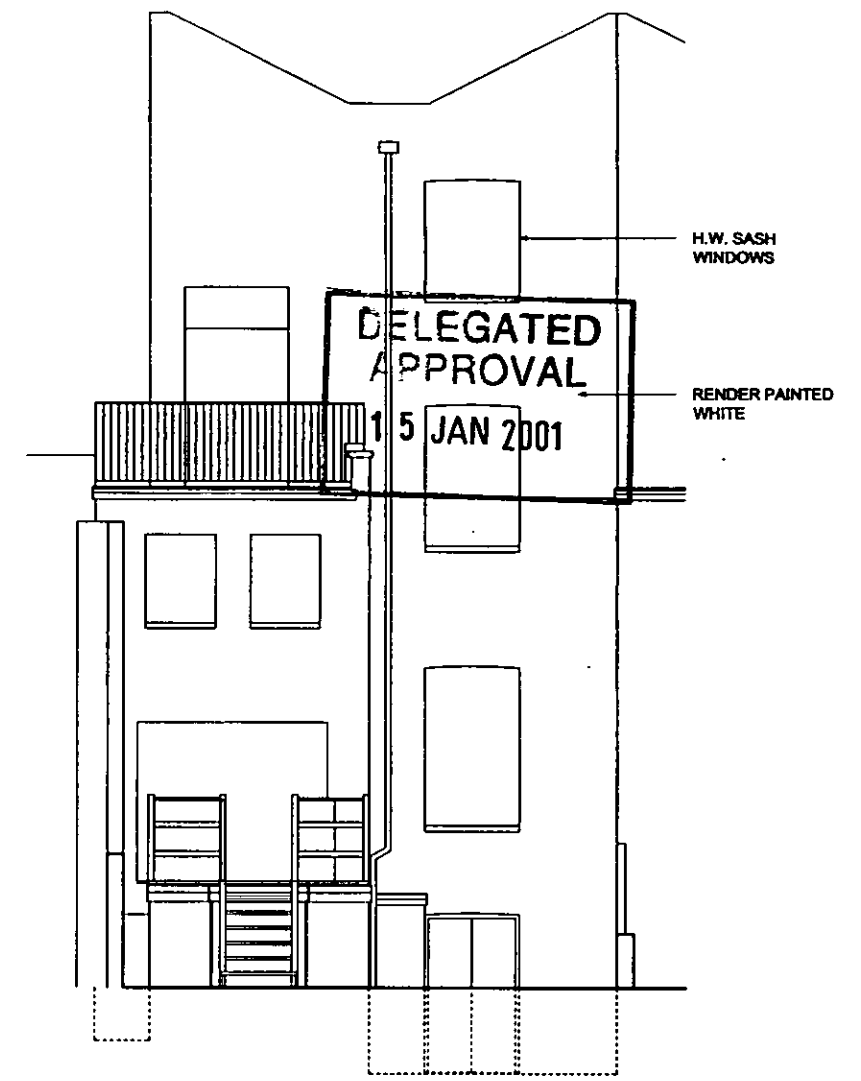 H.W. SASH
WINDOWS
DELEGATED
APPROVAL
15 JAN 2001
RENDER PAINTED
WHITE